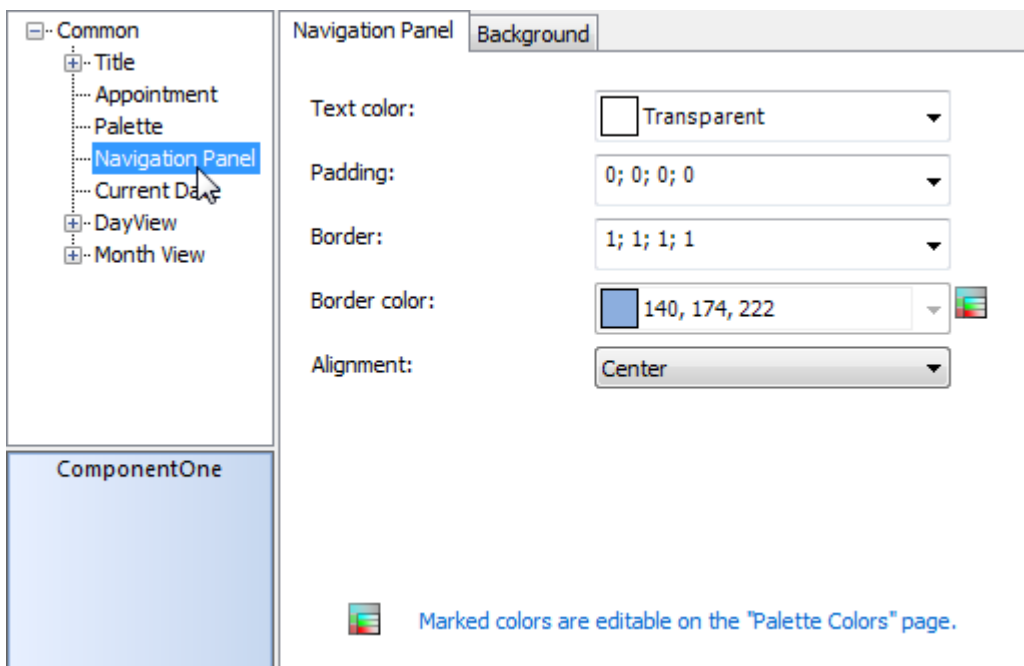 Common
Title
Appointment
Palette
Navigation Panel
Current Date
DayView
Month View
ComponentOne
Navigation Panel
Background
Text color:
Transparent
Padding:
0; 0; 0; 0
Border:
1; 1; 1; 1
Border color:
140, 174, 222
Alignment:
Center
Marked colors are editable on the "Palette Colors" page.